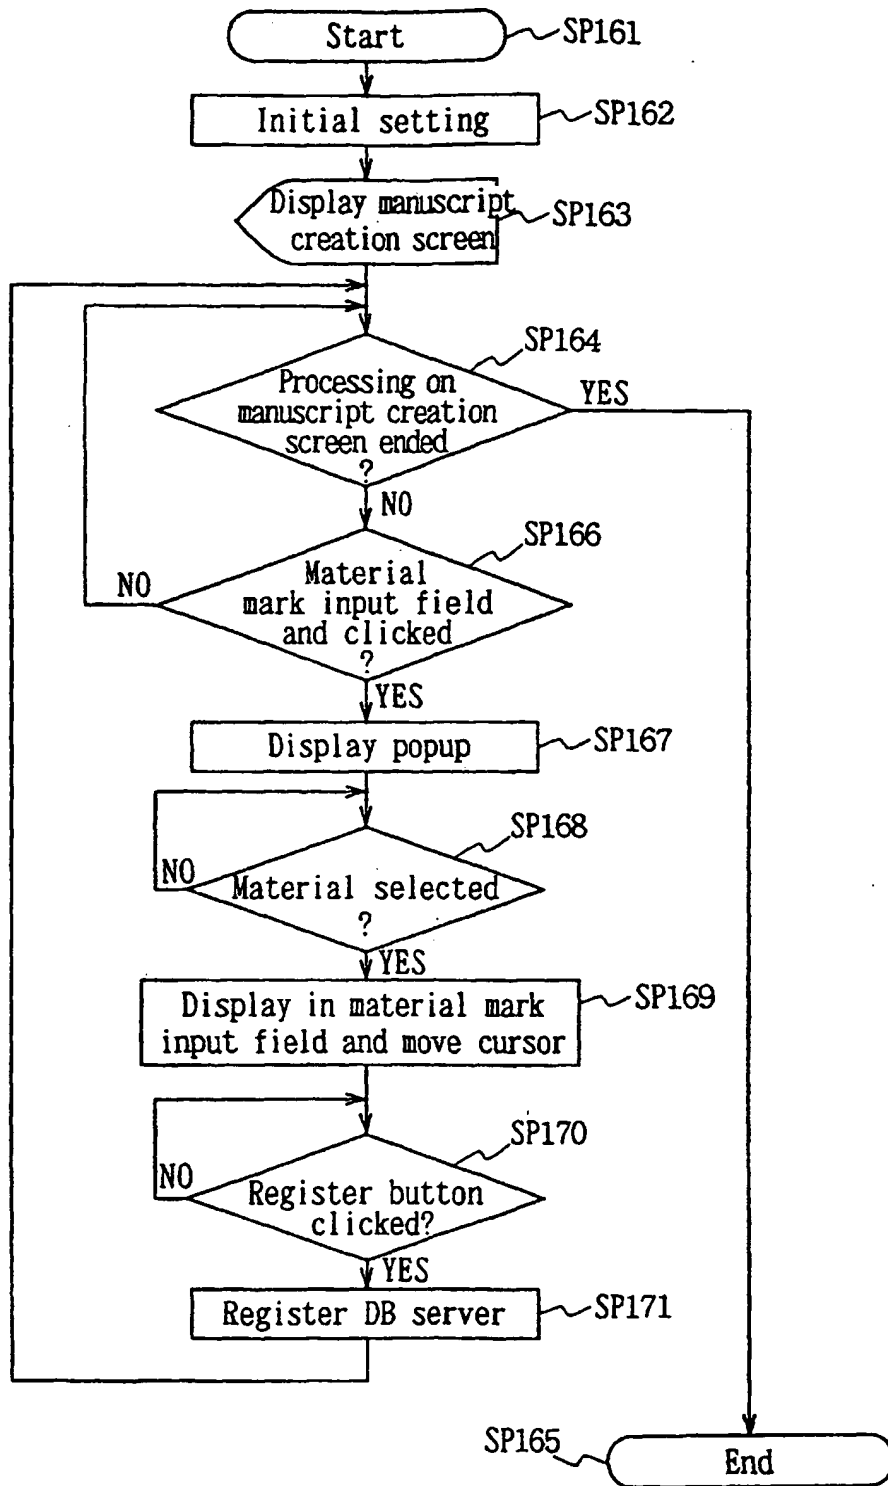 Start
SP161
Initial setting
SP162
Display manuscript
creation screen
SP163
SP164
Processing on
manuscript creation
screen ended
?
YES
NO
SP166
Material
mark input field
and clicked
?
NO
YES
Display popup
SP167
SP168
NO
Material selected
?
YES
Display in material mark
input field and move cursor
SP169
SP170
NO
Register button
clicked?
YES
Register DB server
SP171
SP165
End